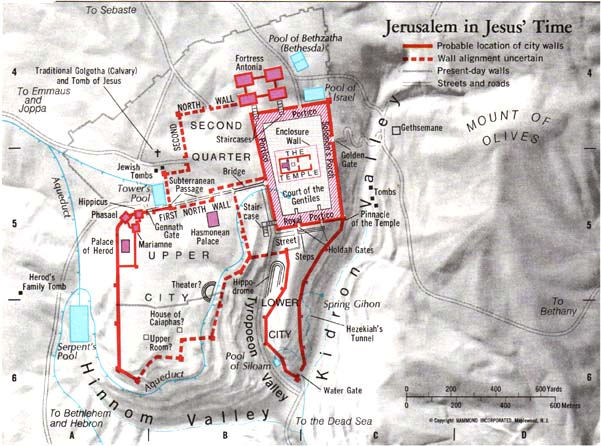 Jerusalem in Jesus' Time
Probable location of city walls
Wall alignment uncertain
Present-day walls
Streets and roads
To Sebaste
Pool of Bethzatha
(Bethesda)
Fortress
Antonia
4
4
Traditional Golgotha (Calvary)
and Tomb of Jesus
Pool of
Israel
To Emmaus
and
Joppa
SECOND NORTH WALL
Portico
SECOND
QUARTER
Staircases
Portico
Enclosure
Wall
THE
TEMPLE
Solomon's Porch
Golden
Gate
Gethsemane
MOUNT OF
OLIVES
Jewish
Tombs
Subterranean
Passage
Bridge
Court of the
Gentiles
Tombs
Aqueduct
Tower's
Pool
Hippicus
Phasael
FIRST NORTH WALL
Stair-
case
Royal Portico
Pinnacle
of the Temple
5
5
Gennath
Gate
Mariamne
Hasmonean
Palace
Palace
of Herod
UPPER
Street
Steps
Holdah Gates
Herod's
Family Tomb
Theater?
Hippo-
drome
CITY
LOWER
CITY
Spring Gihon
To
Bethany
House of
Caiaphas?
Upper
Room?
Hezekiah's
Tunnel
Serpent's
Pool
Tyropoeon Valley
Kidron Valley
Pool of
Siloam
6
6
Aqueduct
Water Gate
Hinnom Valley
To Bethlehem
and Hebron
To the Dead Sea
0 200 400 600 Yards
0 200 400 600 Meters
© Copyright HAMMOND INCORPORATED, Maplewood, N. J.
A
B
C
D